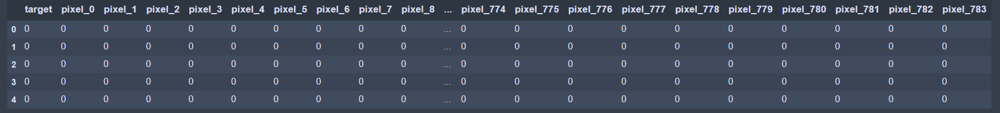 target pixel_0 pixel_1 pixel_2 pixel_3 pixel_4 pixel_5 pixel_6 pixel_7 pixel_8 ... pixel_774 pixel_775 pixel_776 pixel_777 pixel_778 pixel_779 pixel_780 pixel_781 pixel_782 pixel_783
0 0 0 0 0 0 0 0 0 0 0 ... 0 0 0 0 0 0 0 0 0 0
1 0 0 0 0 0 0 0 0 0 0 ... 0 0 0 0 0 0 0 0 0 0
2 0 0 0 0 0 0 0 0 0 0 ... 0 0 0 0 0 0 0 0 0 0
3 0 0 0 0 0 0 0 0 0 0 ... 0 0 0 0 0 0 0 0 0 0
4 0 0 0 0 0 0 0 0 0 0 ... 0 0 0 0 0 0 0 0 0 0